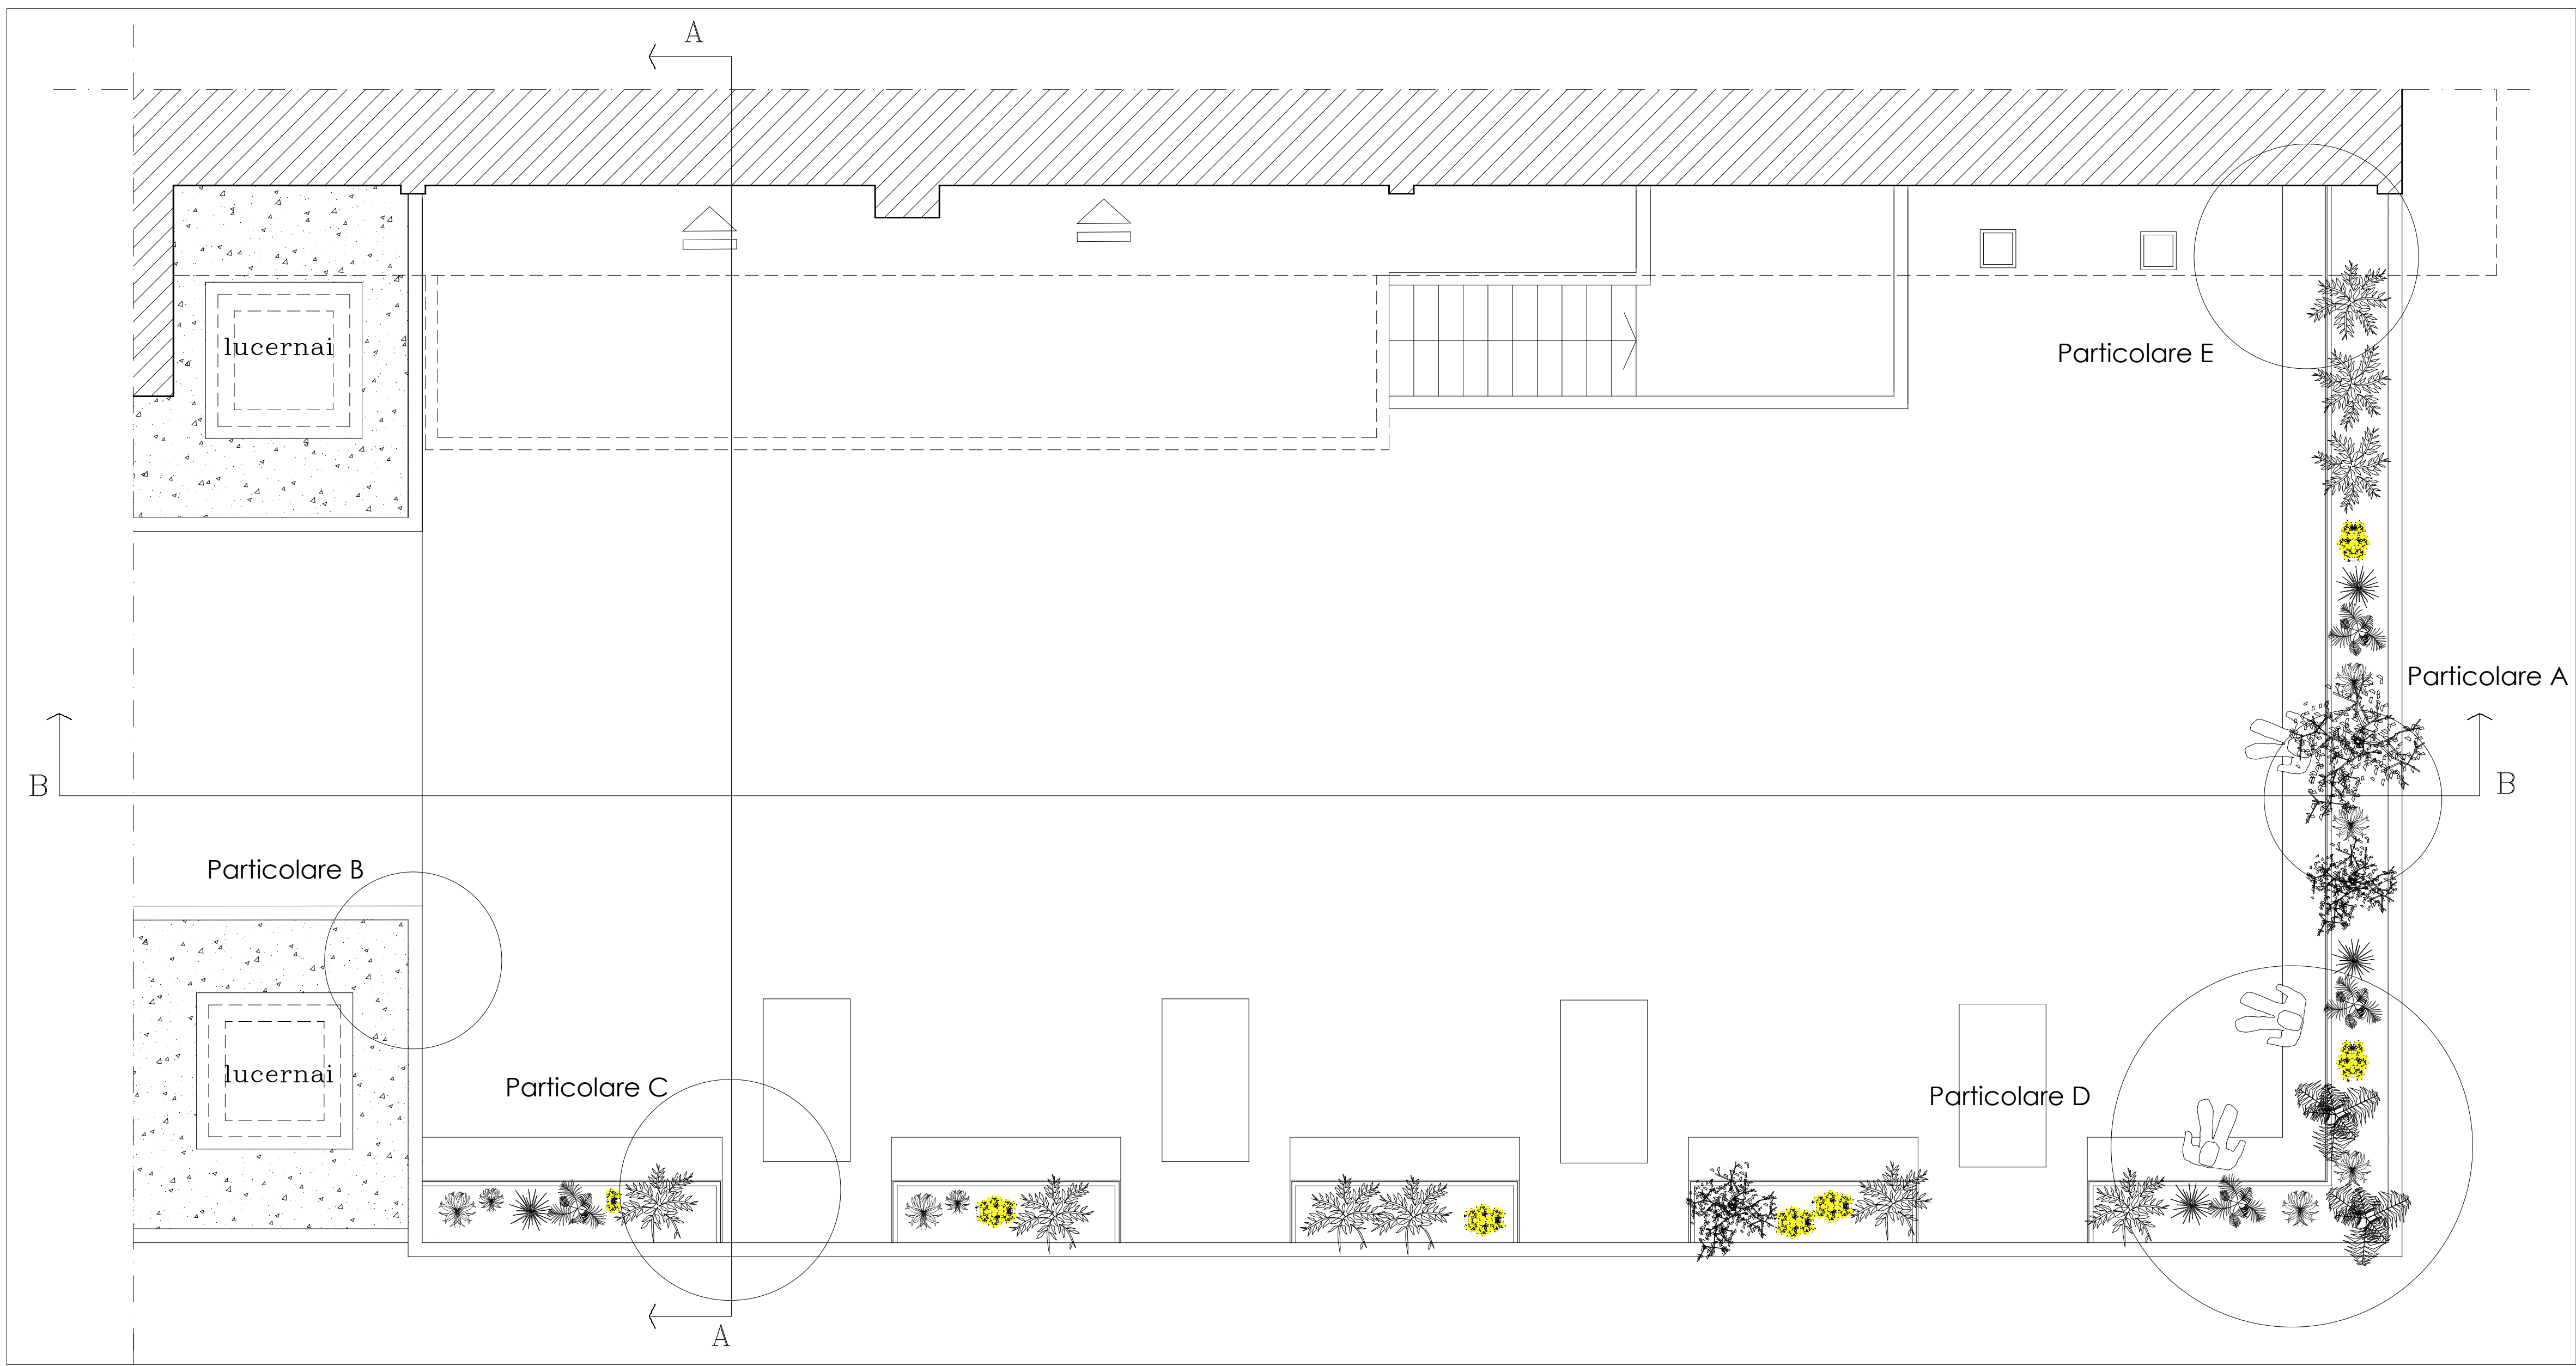 A
lucernai
Particolare E
Particolare A
B
B
Particolare B
lucernai
Particolare C
Particolare D
A